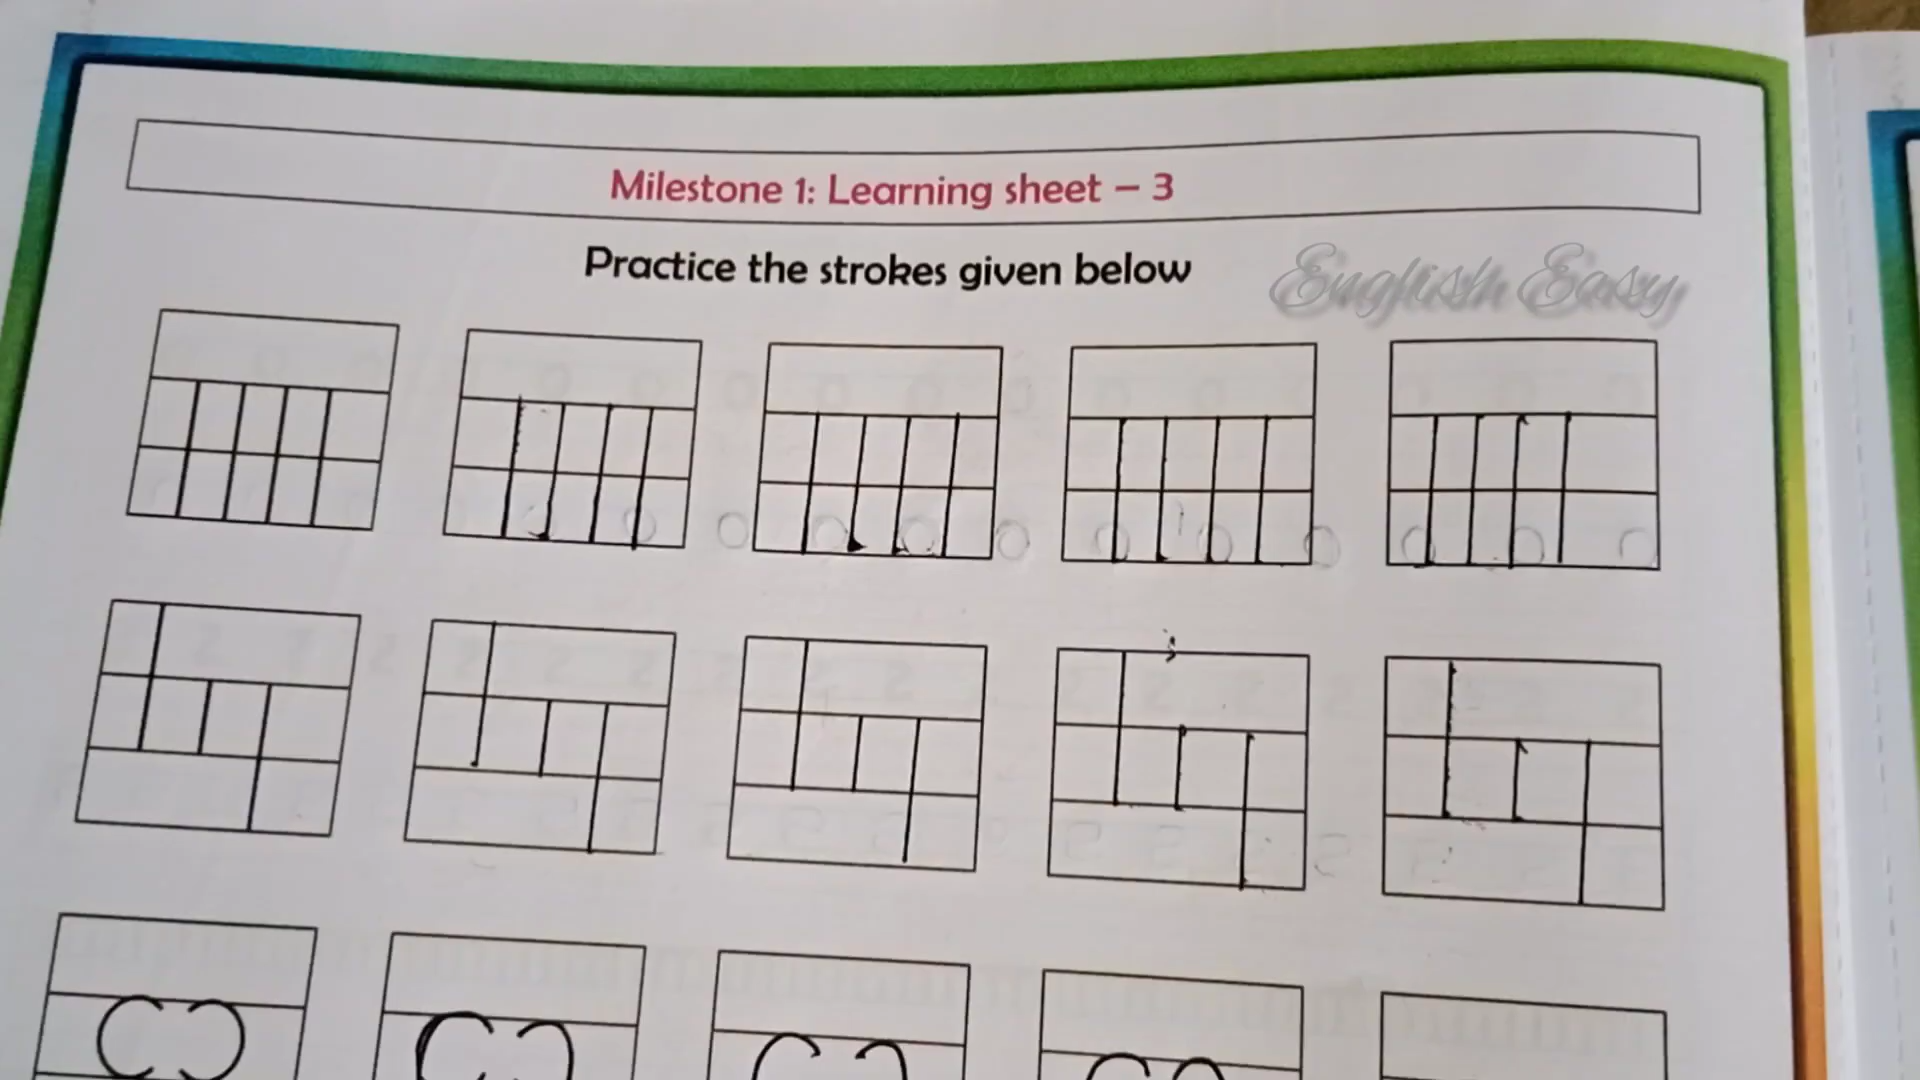 Milestone 1: Learning sheet – 3
Practice the strokes given below
English Easy